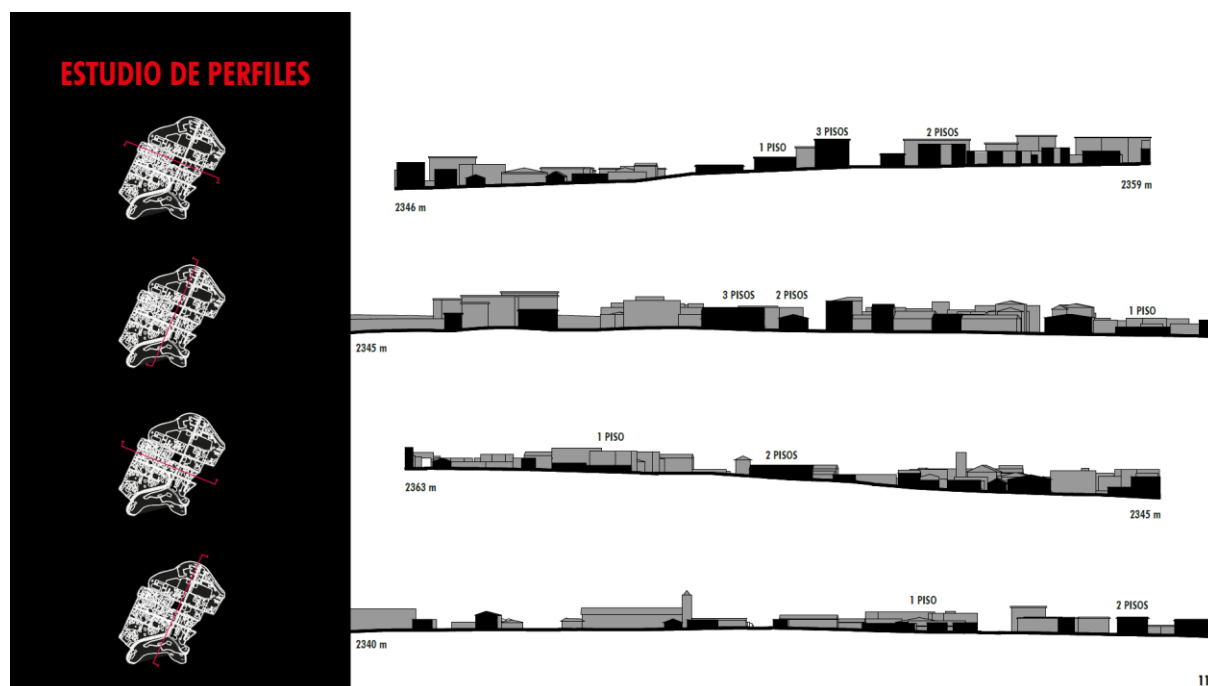 ESTUDIO DE PERFILES
1 PISO
3 PISOS
2 PISOS
2346 m
2359 m
3 PISOS
2 PISOS
1 PISO
2345 m
1 PISO
2 PISOS
2363 m
2345 m
1 PISO
2 PISOS
2340 m
11